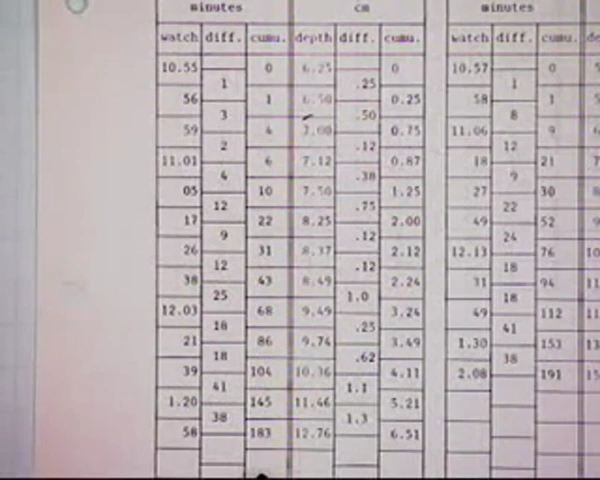 minutes cm minutes
watch diff. cumu. depth diff. cumu. watch diff. cumu.
10.55 0 6.25 0 10.57 0
1 .25 1
56 1 6.50 0.25 58 1
3 .50 8
59 4 7.00 0.75 11.06 9
2 .12 12
11.01 6 7.12 0.87 18 21
4 .38 9
05 10 7.50 1.25 27 30
12 .75 22
17 22 8.25 2.00 49 52
9 .12 24
26 31 8.37 2.12 12.13 76
12 .12 18
38 43 8.49 2.24 31 94
25 1.0 18
12.03 68 9.49 3.24 49 112
18 .25 41
21 86 9.74 3.49 1.30 153
18 .62 38
39 104 10.36 4.11 2.08 191
41 1.1
1.20 145 11.46 5.21
38 1.3
58 183 12.76 6.51